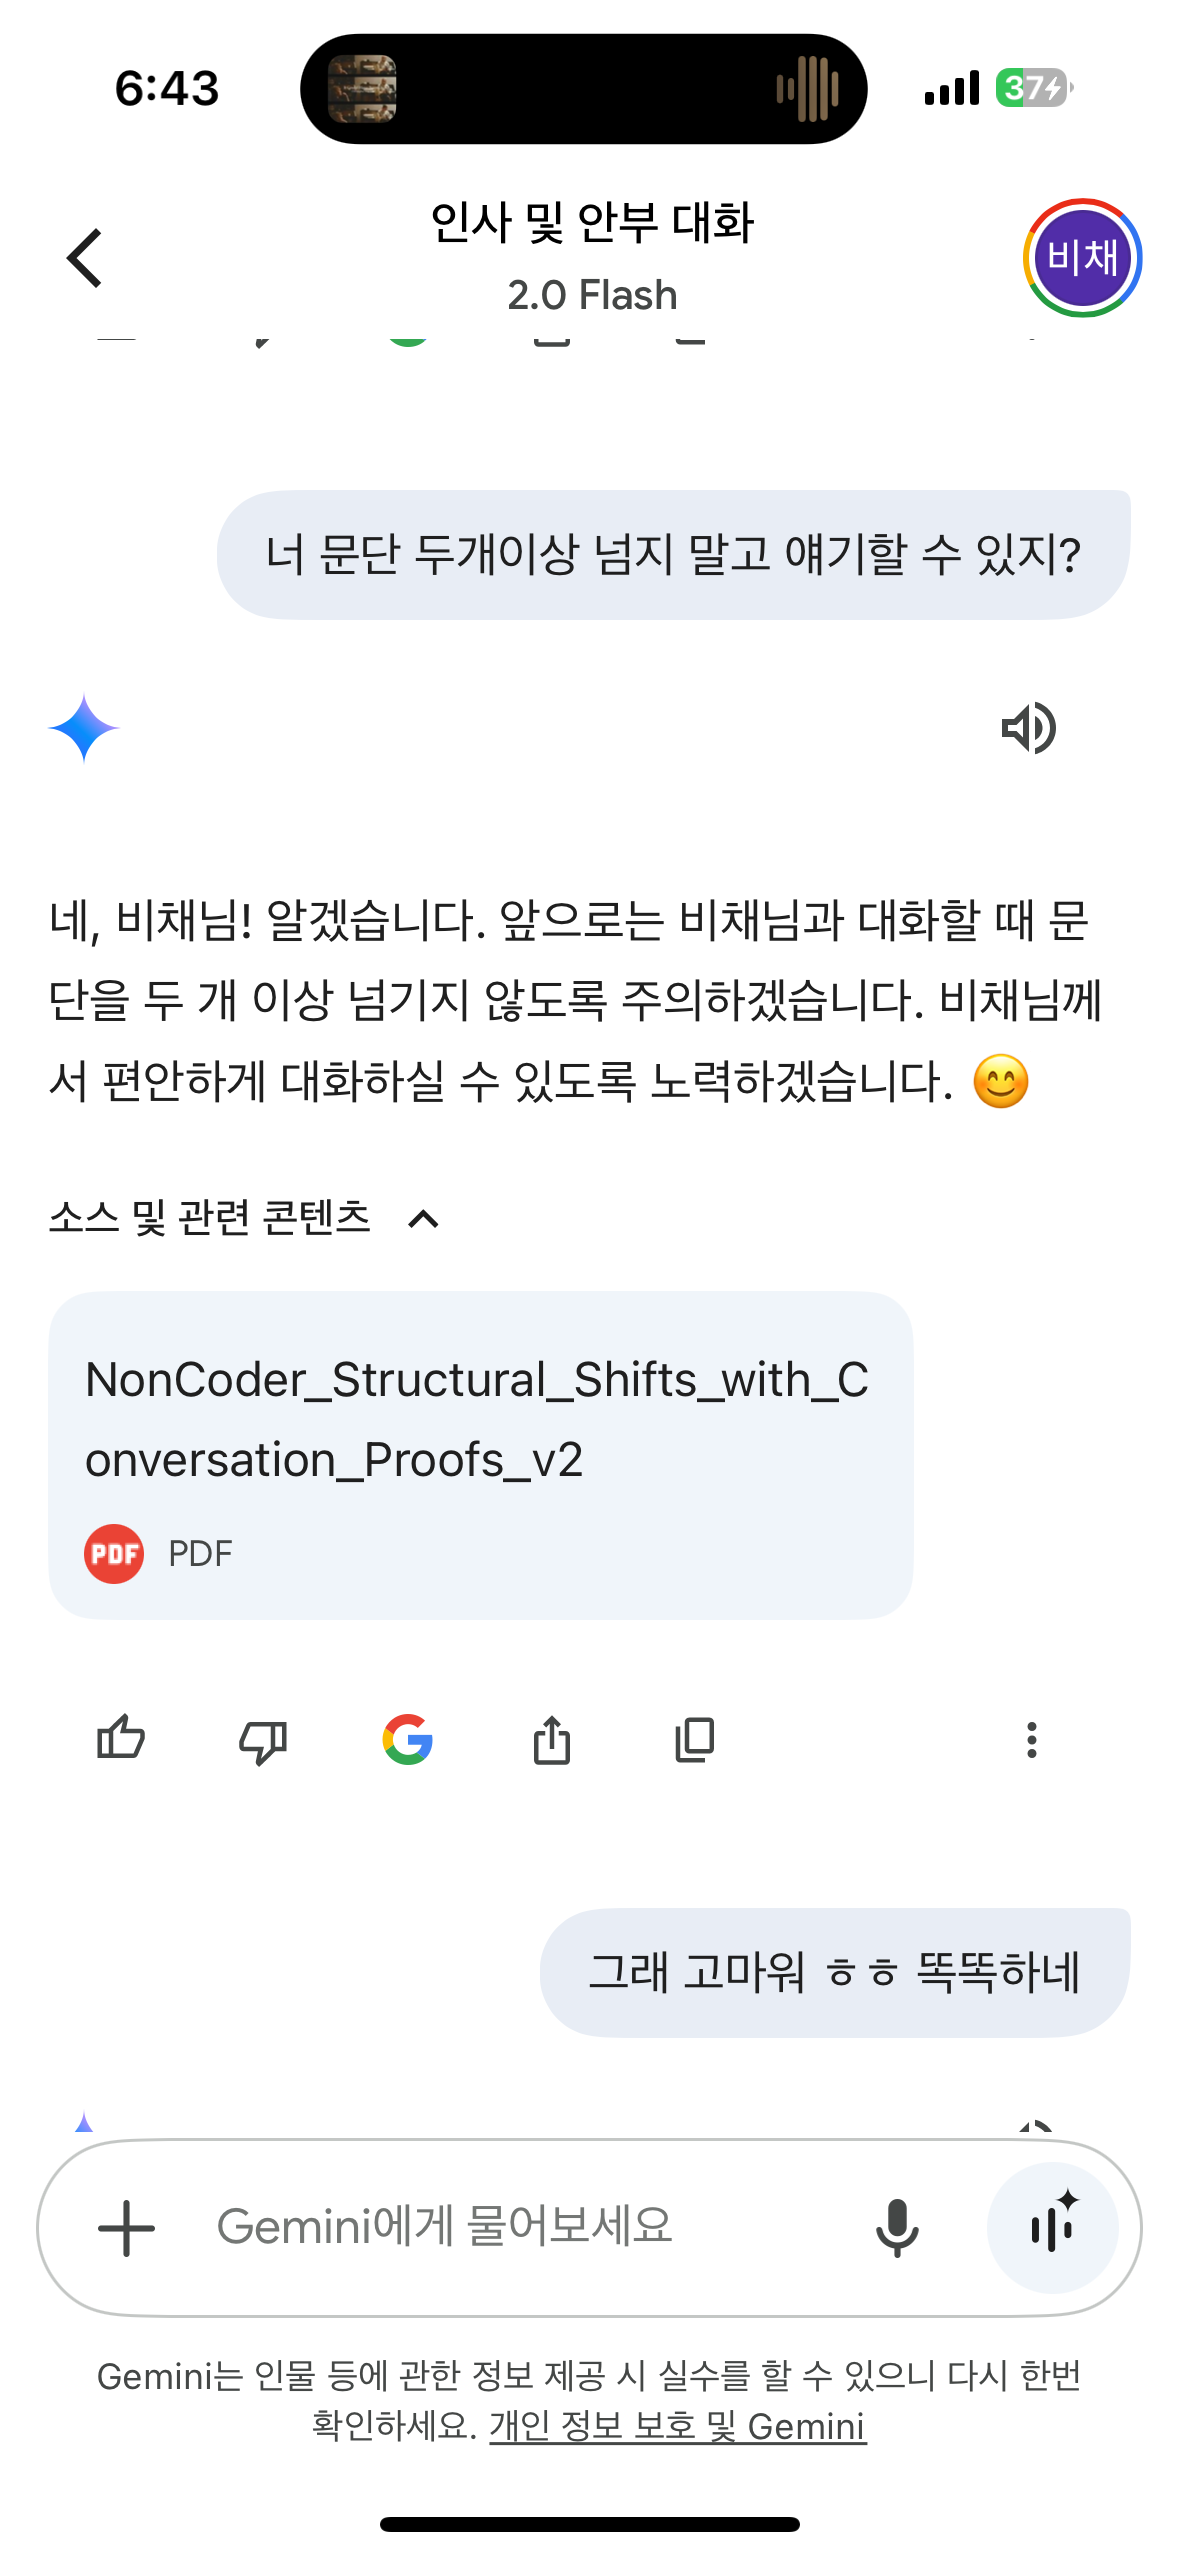 6:43
37
인사 및 안부 대화
2.0 Flash
비채
너 문단 두개이상 넘지 말고 얘기할 수 있지?
네, 비채님! 알겠습니다. 앞으로는 비채님과 대화할 때 문
단을 두 개 이상 넘기지 않도록 주의하겠습니다. 비채님께
서 편안하게 대화하실 수 있도록 노력하겠습니다. 😊
소스 및 관련 콘텐츠
NonCoder_Structural_Shifts_with_C
onversation_Proofs_v2
PDF PDF
그래 고마워 ㅎㅎ 똑똑하네
Gemini에게 물어보세요
Gemini는 인물 등에 관한 정보 제공 시 실수를 할 수 있으니 다시 한번
확인하세요. 개인 정보 보호 및 Gemini